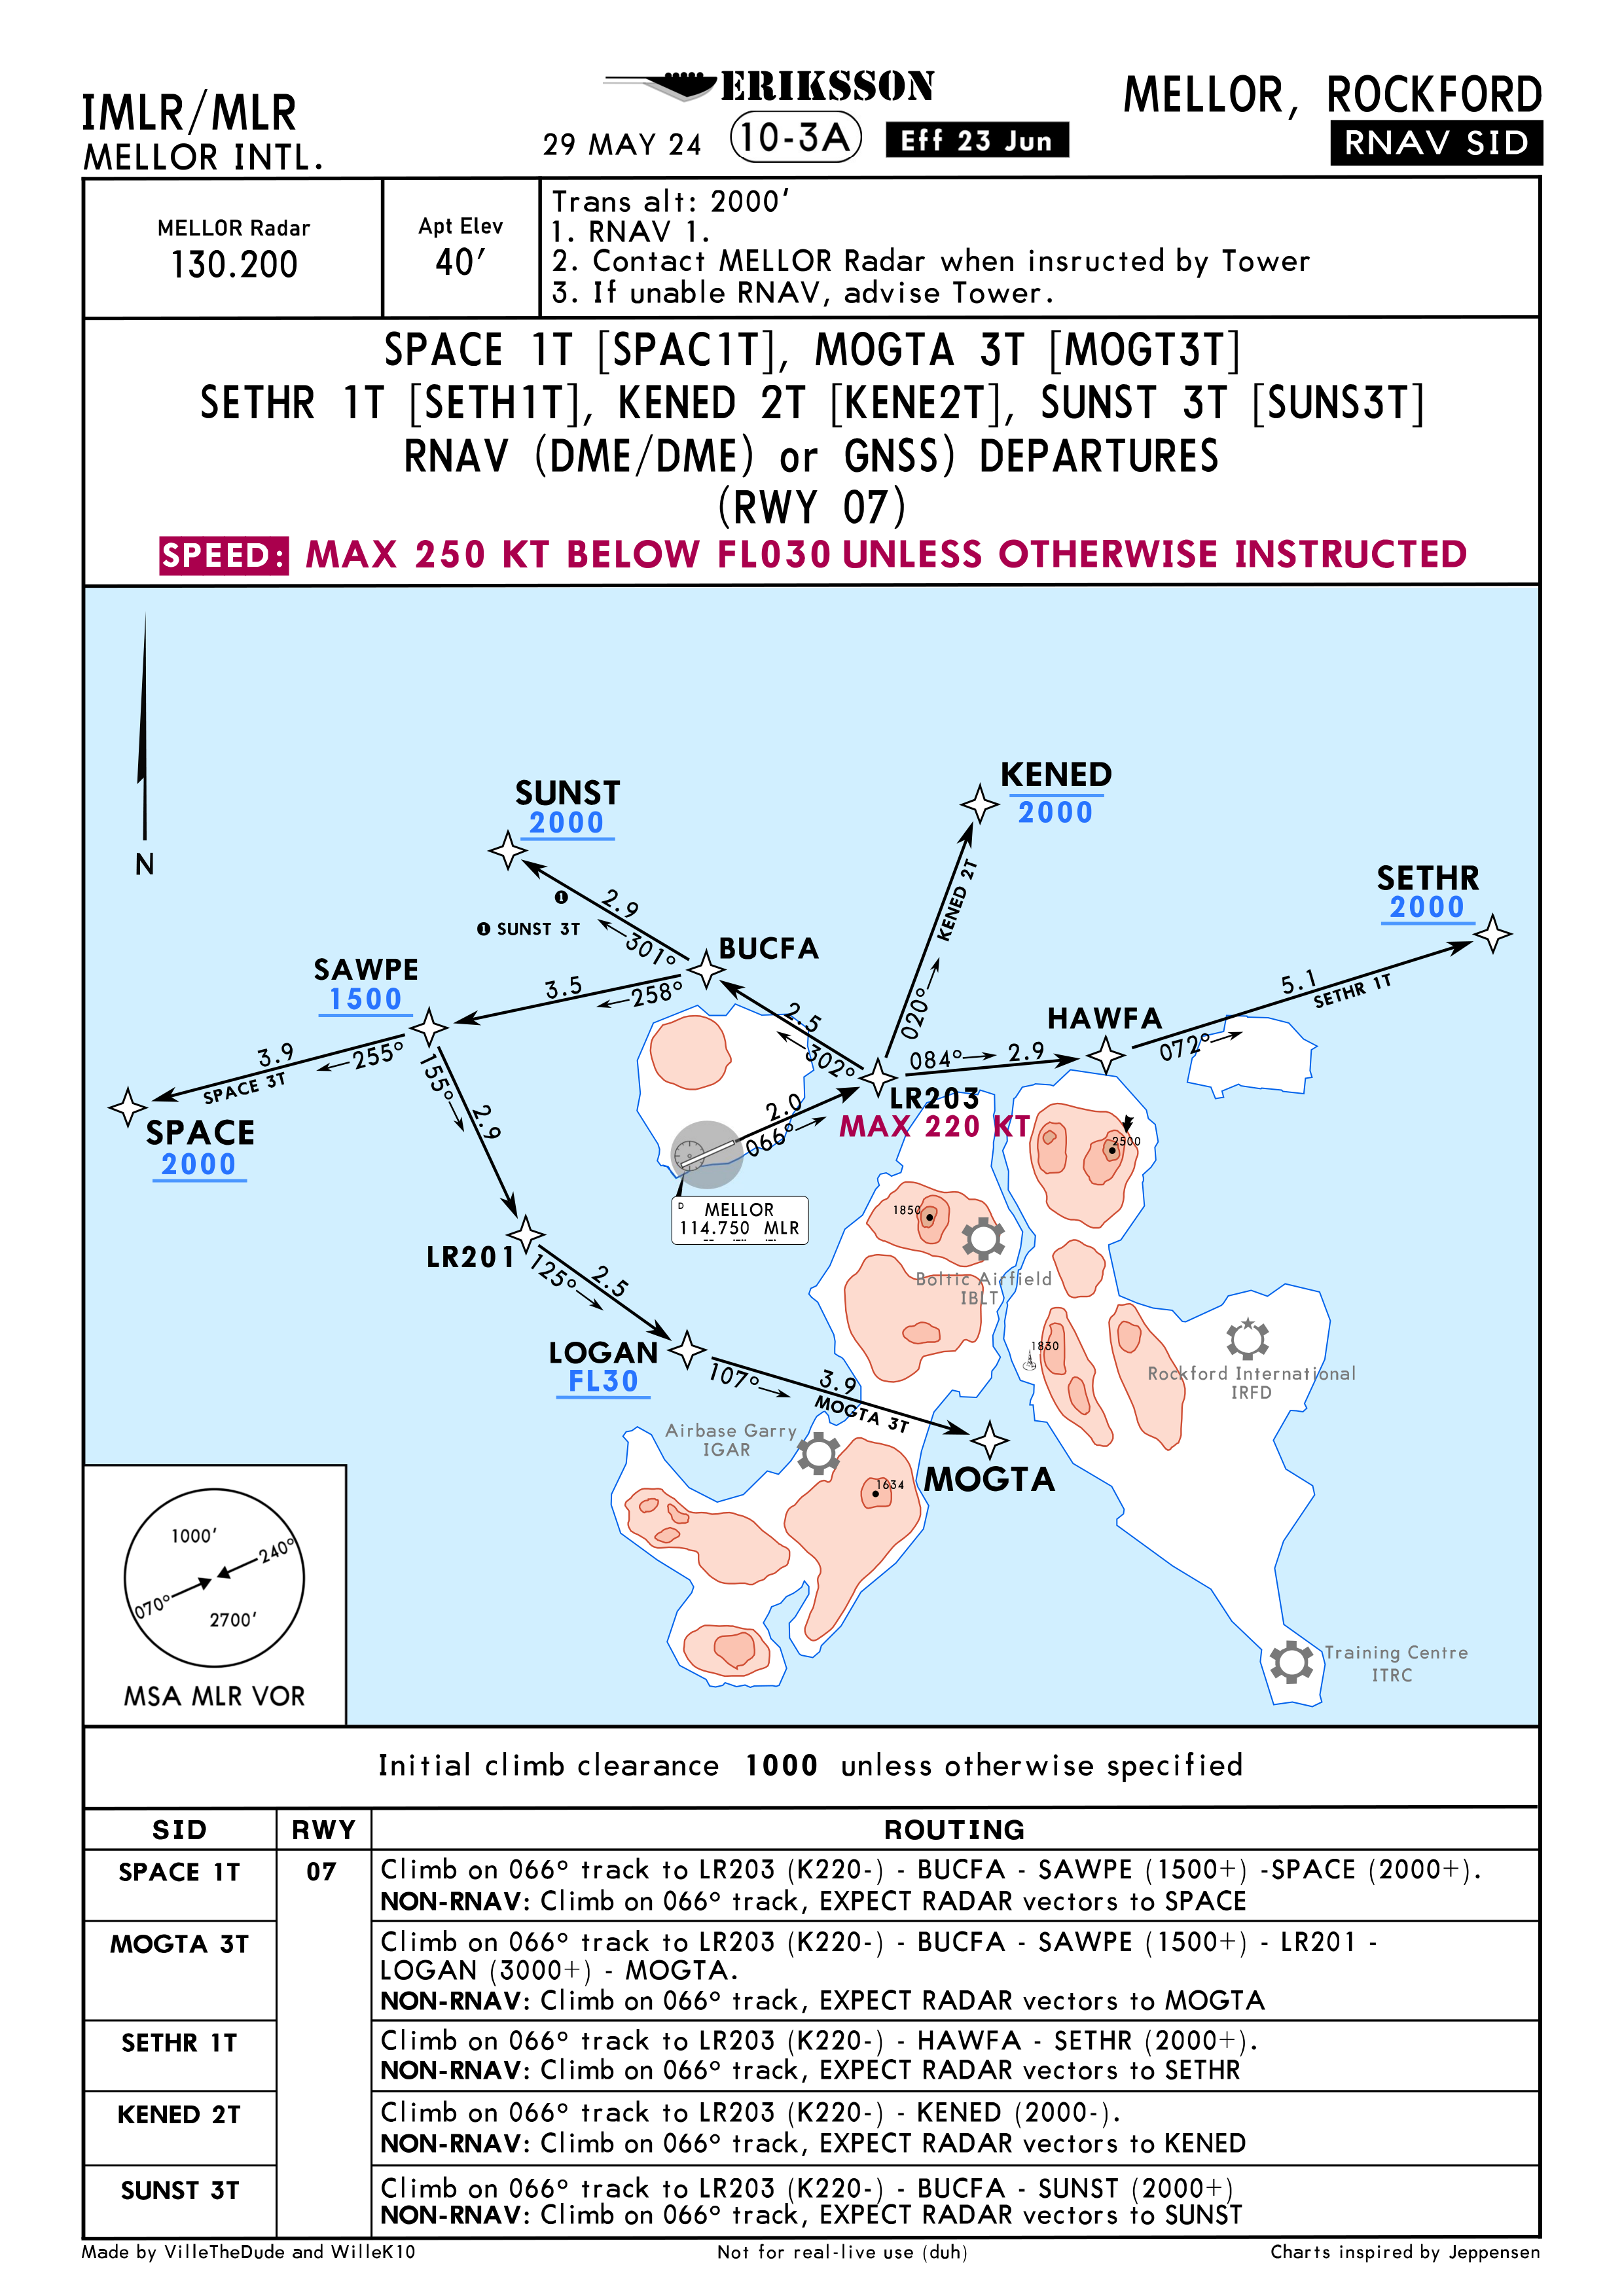 IMLR/MLR
MELLOR INTL.
ERIKSSON
29 MAY 24
10-3A
Eff 23 Jun
MELLOR, ROCKFORD
RNAV SID
MELLOR Radar
130.200
Apt Elev
40'
Trans alt: 2000'
1. RNAV 1.
2. Contact MELLOR Radar when insructed by Tower
3. If unable RNAV, advise Tower.
SPACE 1T [SPAC1T], MOGTA 3T [MOGT3T]
SETHR 1T [SETH1T], KENED 2T [KENE2T], SUNST 3T [SUNS3T]
RNAV (DME/DME) or GNSS) DEPARTURES
(RWY 07)
SPEED: MAX 250 KT BELOW FL030 UNLESS OTHERWISE INSTRUCTED
N
SUNST
2000
KENED
2000
SETHR
2000
1
2.9
301°
1 SUNST 3T
KENED 2T
020°
BUCFA
SAWPE
1500
3.5
258°
2.5
302°
5.1
SETHR 1T
072°
HAWFA
084° 2.9
3.9
255°
SPACE 3T
SPACE
2000
155°
2.9
LR203
MAX 220 KT
2.0
066°
2500
D MELLOR
114.750 MLR
1850
LR201
125°
2.5
Boltic Airfield
IBLT
LOGAN
FL30
107°
3.9
MOGTA 3T
1830
Rockford International
IRFD
Airbase Garry
IGAR
MOGTA
1634
1000'
240°
070°
2700'
MSA MLR VOR
Training Centre
ITRC
Initial climb clearance 1000 unless otherwise specified
SID RWY ROUTING
SPACE 1T 07 Climb on 066° track to LR203 (K220-) - BUCFA - SAWPE (1500+) -SPACE (2000+).
NON-RNAV: Climb on 066° track, EXPECT RADAR vectors to SPACE
MOGTA 3T Climb on 066° track to LR203 (K220-) - BUCFA - SAWPE (1500+) - LR201 -
LOGAN (3000+) - MOGTA.
NON-RNAV: Climb on 066° track, EXPECT RADAR vectors to MOGTA
SETHR 1T Climb on 066° track to LR203 (K220-) - HAWFA - SETHR (2000+).
NON-RNAV: Climb on 066° track, EXPECT RADAR vectors to SETHR
KENED 2T Climb on 066° track to LR203 (K220-) - KENED (2000-).
NON-RNAV: Climb on 066° track, EXPECT RADAR vectors to KENED
SUNST 3T Climb on 066° track to LR203 (K220-) - BUCFA - SUNST (2000+)
NON-RNAV: Climb on 066° track, EXPECT RADAR vectors to SUNST
Made by VilleTheDude and WilleK10
Not for real-live use (duh)
Charts inspired by Jeppensen